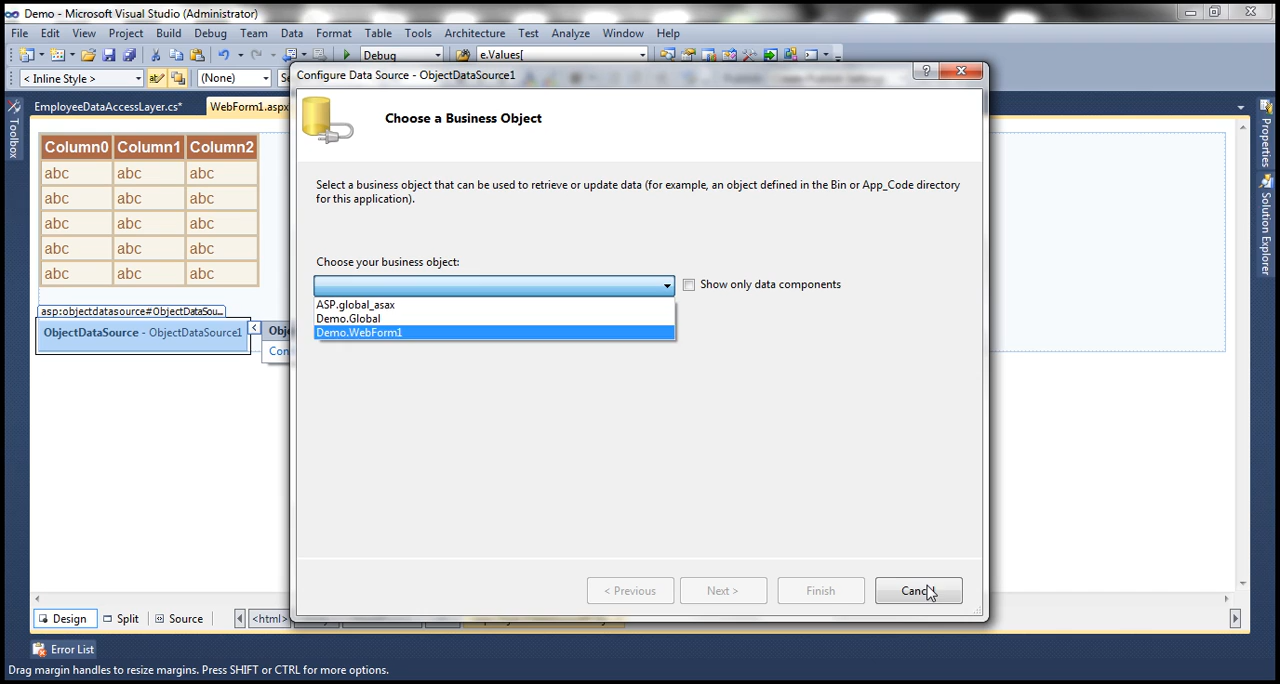 Demo - Microsoft Visual Studio (Administrator)
File Edit View Project Build Debug Team Data Format Table Tools Architecture Test Analyze Window Help
Debug e.Values[
< Inline Style > (None)
Configure Data Source - ObjectDataSource1
EmployeeDataAccessLayer.cs* WebForm1.aspx
Toolbox
Properties
Solution Explorer
Column0 Column1 Column2
abc abc abc
abc abc abc
abc abc abc
abc abc abc
abc abc abc
asp:objectdatasource#ObjectDataSou...
ObjectDataSource - ObjectDataSource1
Choose a Business Object
Select a business object that can be used to retrieve or update data (for example, an object defined in the Bin or App_Code directory
for this application).
Choose your business object:
Show only data components
ASP.global_asax
Demo.Global
Demo.WebForm1
< Previous Next > Finish Cancel
Design Split Source <html>
Error List
Drag margin handles to resize margins. Press SHIFT or CTRL for more options.